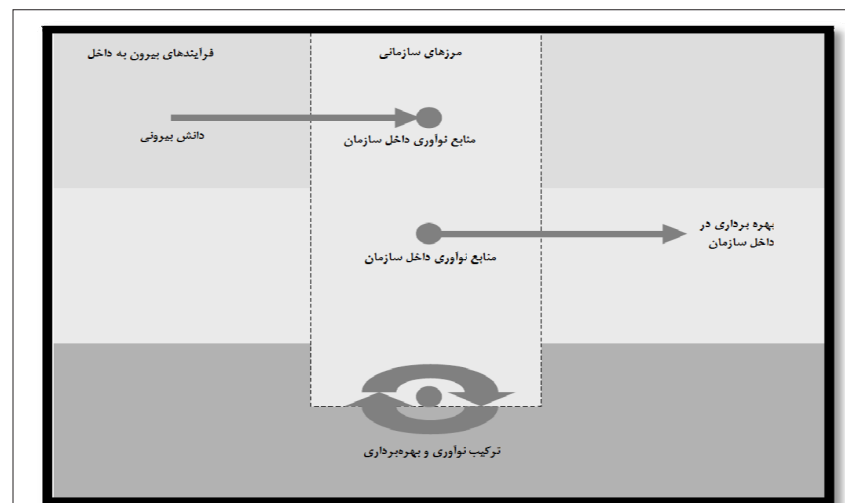 مرزهای سازمانی
فرآیندهای بیرون به داخل
منابع نوآوری داخل سازمان
دانش بیرونی
بهره برداری در
داخل سازمان
منابع نوآوری داخل سازمان
ترکیب نوآوری و بهره‌برداری